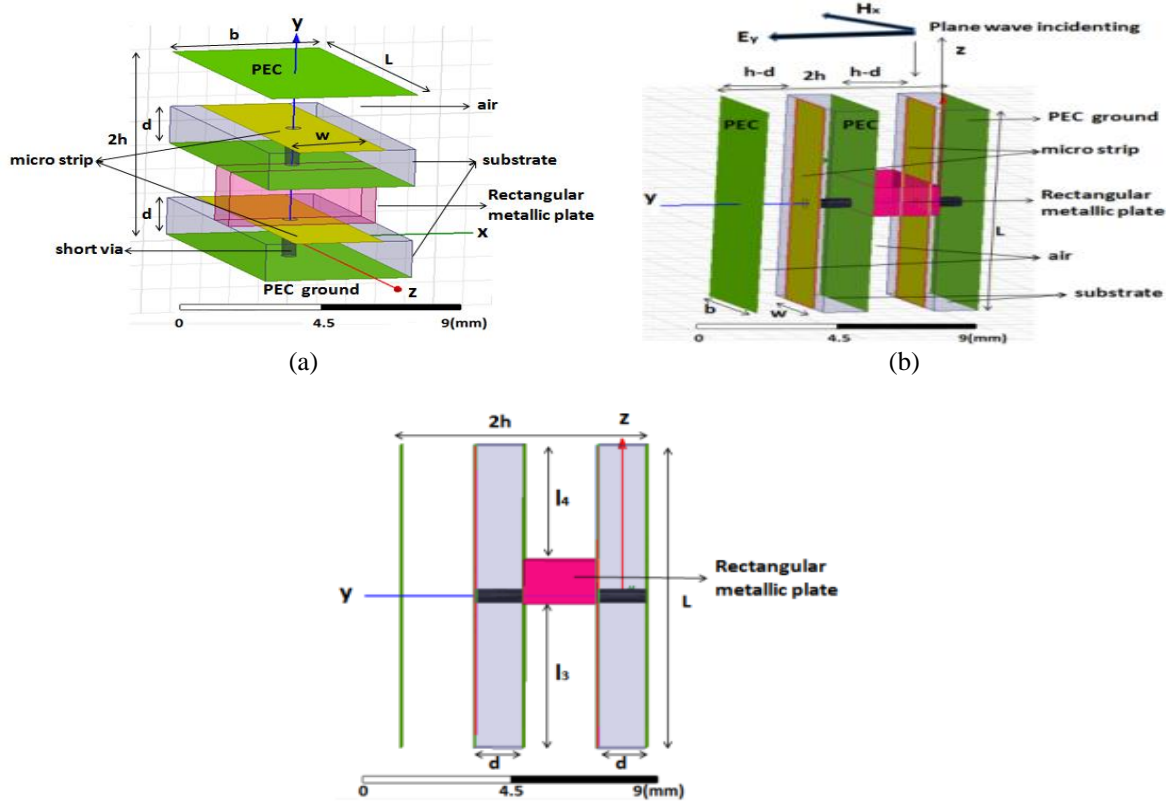 y
b
L
PEC
air
d
2h
w
micro strip
substrate
Rectangular
metallic plate
d
x
short via
PEC ground
z
0
4.5
9(mm)
(a)
Hx
Plane wave incidenting
EY
z
h-d
2h
h-d
PEC
PEC
PEC ground
micro strip
y
Rectangular
metallic plate
L
air
substrate
b
w
0
4.5
9(mm)
(b)
2h
z
l4
Rectangular
metallic plate
y
L
l3
d
d
0
4.5
9(mm)